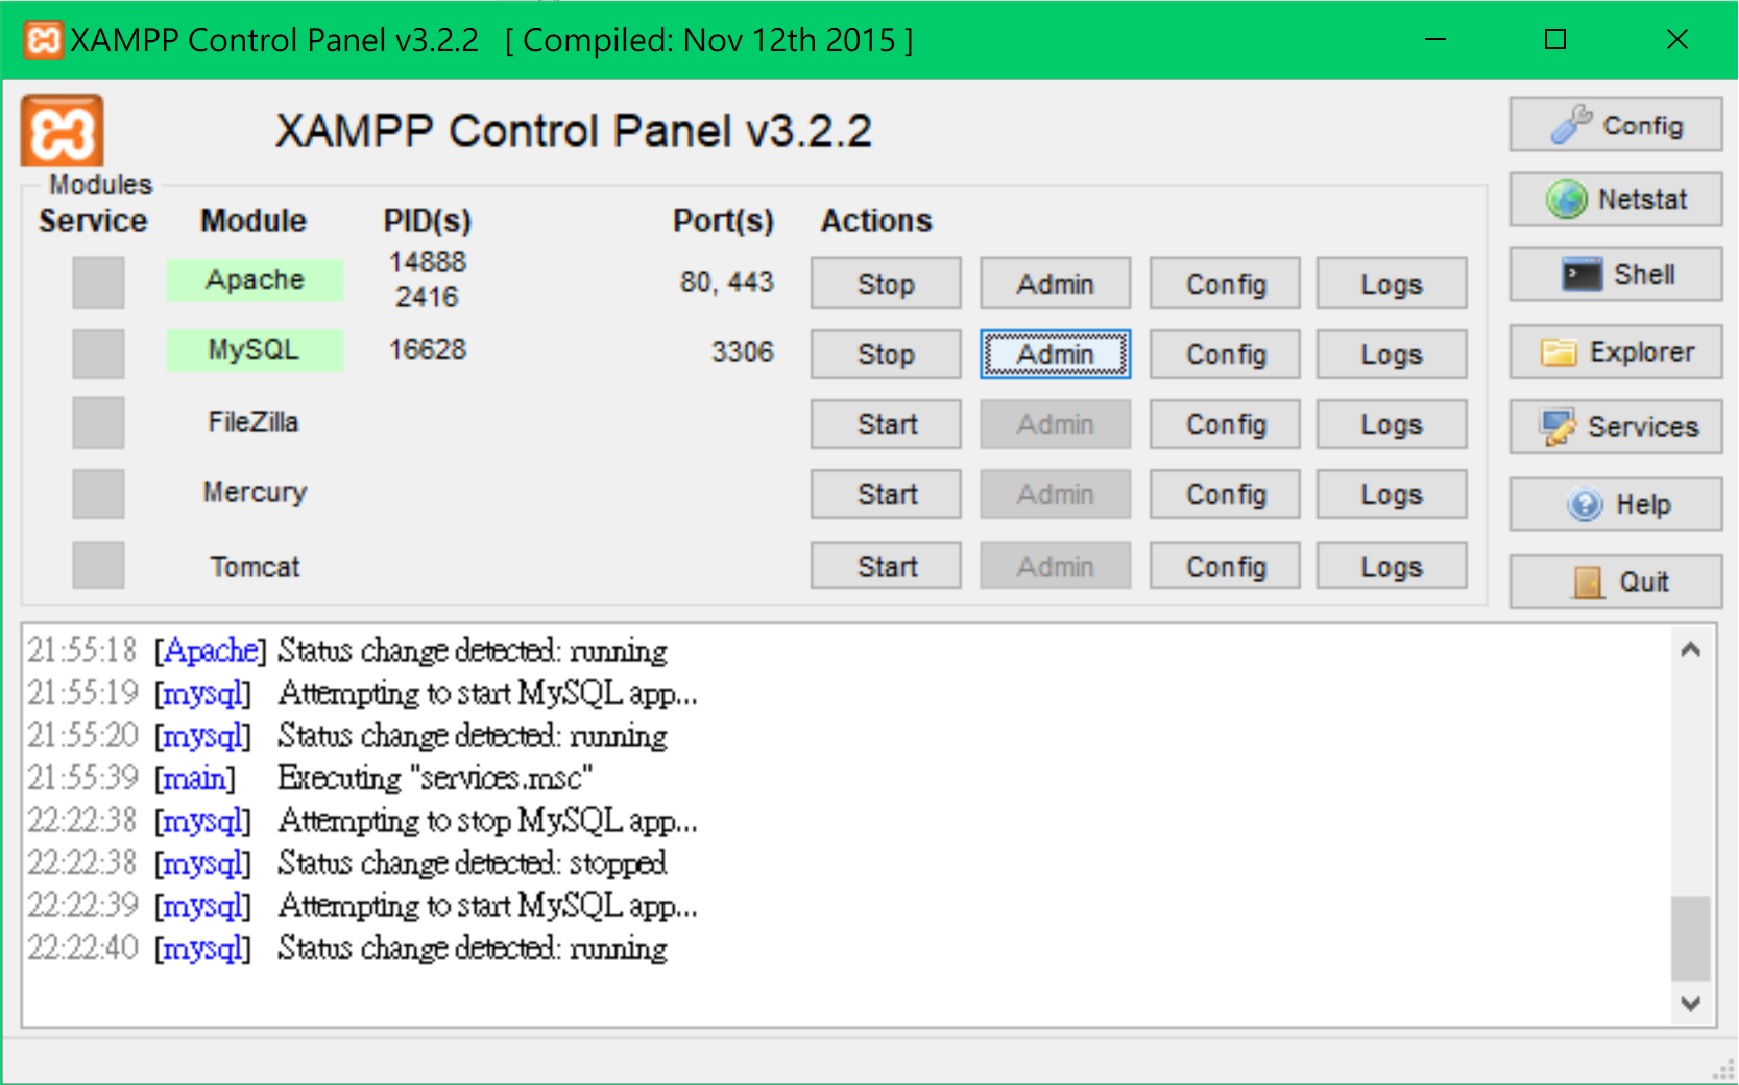 XAMPP Control Panel v3.2.2 [ Compiled: Nov 12th 2015 ]
XAMPP Control Panel v3.2.2
Config
Modules
Service Module PID(s) Port(s) Actions
Netstat
Apache 14888 2416 80, 443 Stop Admin Config Logs
Shell
MySQL 16628 3306 Stop Admin Config Logs
Explorer
FileZilla Start Admin Config Logs
Services
Mercury Start Admin Config Logs
Help
Tomcat Start Admin Config Logs
Quit
21:55:18 [Apache] Status change detected: running
21:55:19 [mysql] Attempting to start MySQL app...
21:55:20 [mysql] Status change detected: running
21:55:39 [main] Executing "services.msc"
22:22:38 [mysql] Attempting to stop MySQL app...
22:22:38 [mysql] Status change detected: stopped
22:22:39 [mysql] Attempting to start MySQL app...
22:22:40 [mysql] Status change detected: running